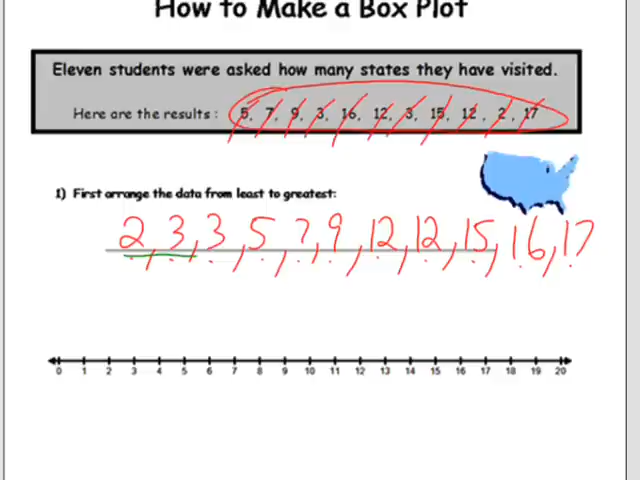 How to Make a Box Plot
Eleven students were asked how many states they have visited.
Here are the results : 5, 7, 9, 3, 16, 12, 3, 15, 12, 2, 17
1) First arrange the data from least to greatest:
2, 3, 3, 5, 7, 9, 12, 12, 15, 16, 17
0 1 2 3 4 5 6 7 8 9 10 11 12 13 14 15 16 17 18 19 20